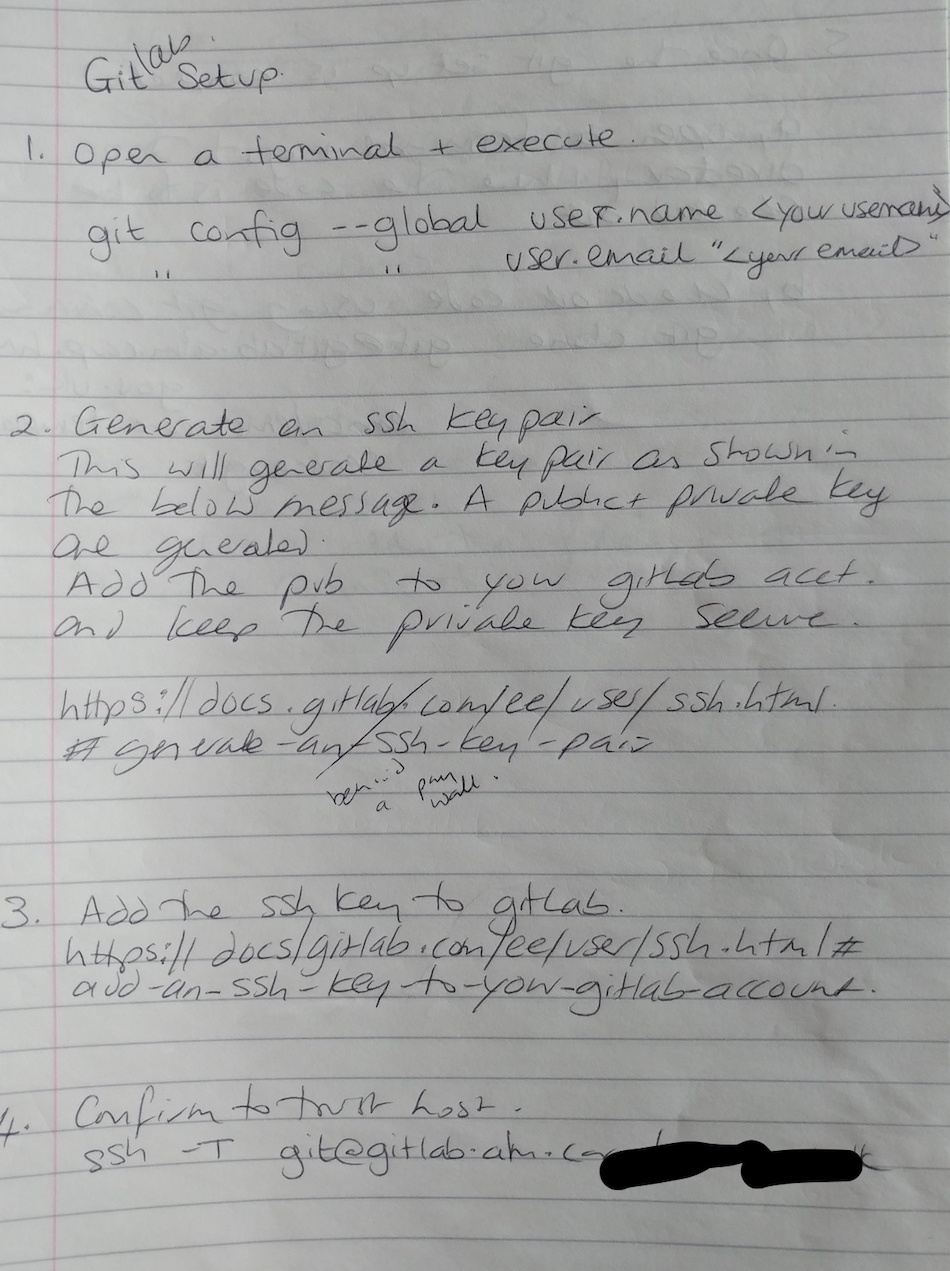 Gitlab Setup.
1. Open a terminal + execute.
git config --global user.name <your username>
" " user.email "<your email>"
2. Generate an ssh key pair
This will generate a key pair as shown in
the below message. A public + private key
are generated.
Add the pub to your gitlab acct.
and keep the private key secure.
https://docs.gitlab.com/ee/user/ssh.html.
# generate-an-ssh-key-pair
behind
a pay
wall.
3. Add the ssh key to gitlab.
https://docs/gitlab.com/ee/user/ssh.html#
add-an-ssh-key-to-your-gitlab-account.
4. Confirm to trust host.
ssh -T git@gitlab.